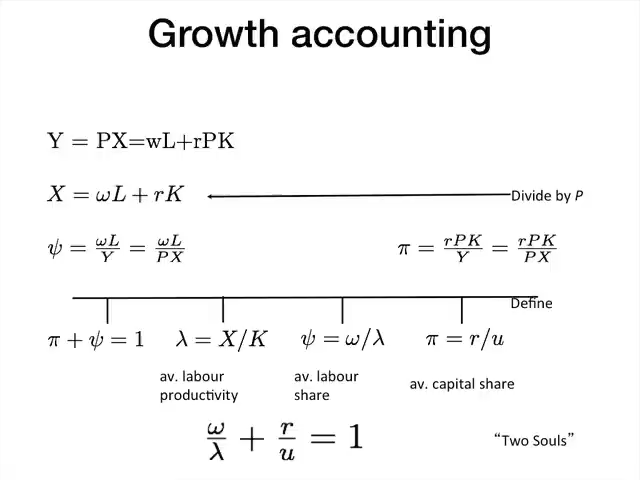 Growth accounting
Y = PX=wL+rPK
X = ωL + rK
Divide by P
ψ = ωL/Y = ωL/PX
π = rPK/Y = rPK/PX
Define
π + ψ = 1
λ = X/K
ψ = ω/λ
π = r/u
av. labour
productivity
av. labour
share
av. capital share
ω/λ + r/u = 1
“Two Souls”